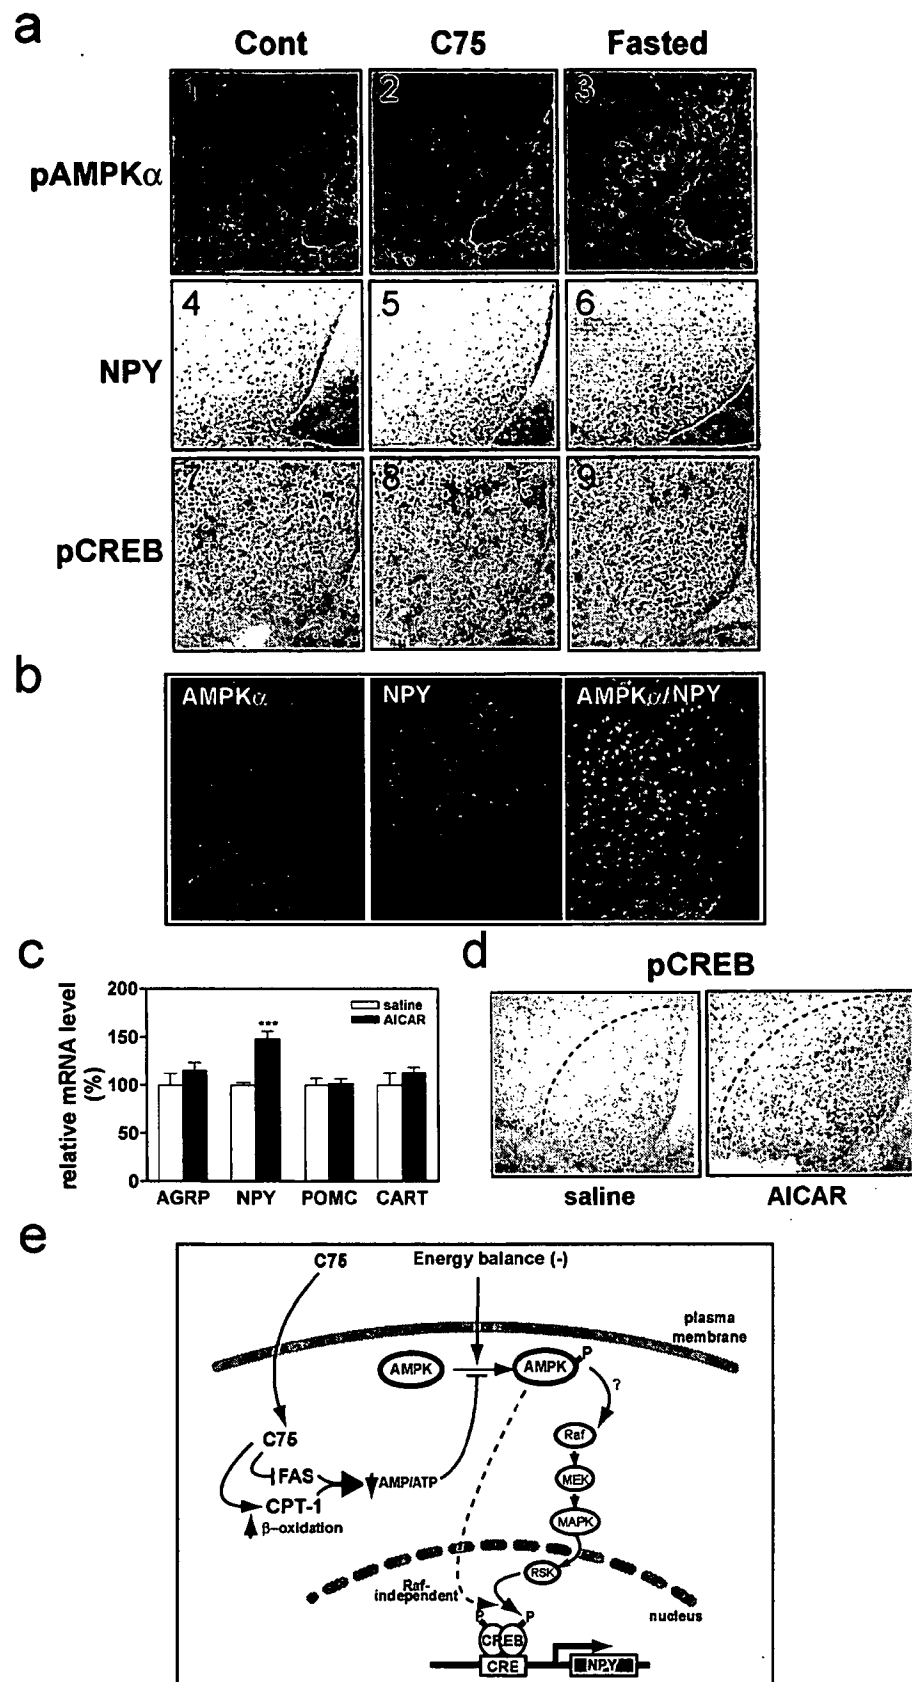 a
Cont C75 Fasted
pAMPKα 1 2 3
NPY 4 5 6
pCREB 7 8 9
b
AMPKα NPY AMPKα/NPY
c
relative mRNA level
(%)
200
150
100
50
0
saline
AICAR
***
AGRP NPY POMC CART
d
pCREB
saline AICAR
e
C75 Energy balance (-)
plasma
membrane
AMPK AMPK P
?
Raf
C75
FAS
AMP/ATP
MEK
CPT-1
β-oxidation
MAPK
RSK
Raf-
independent
nucleus
P P
CREB
CRE NPY